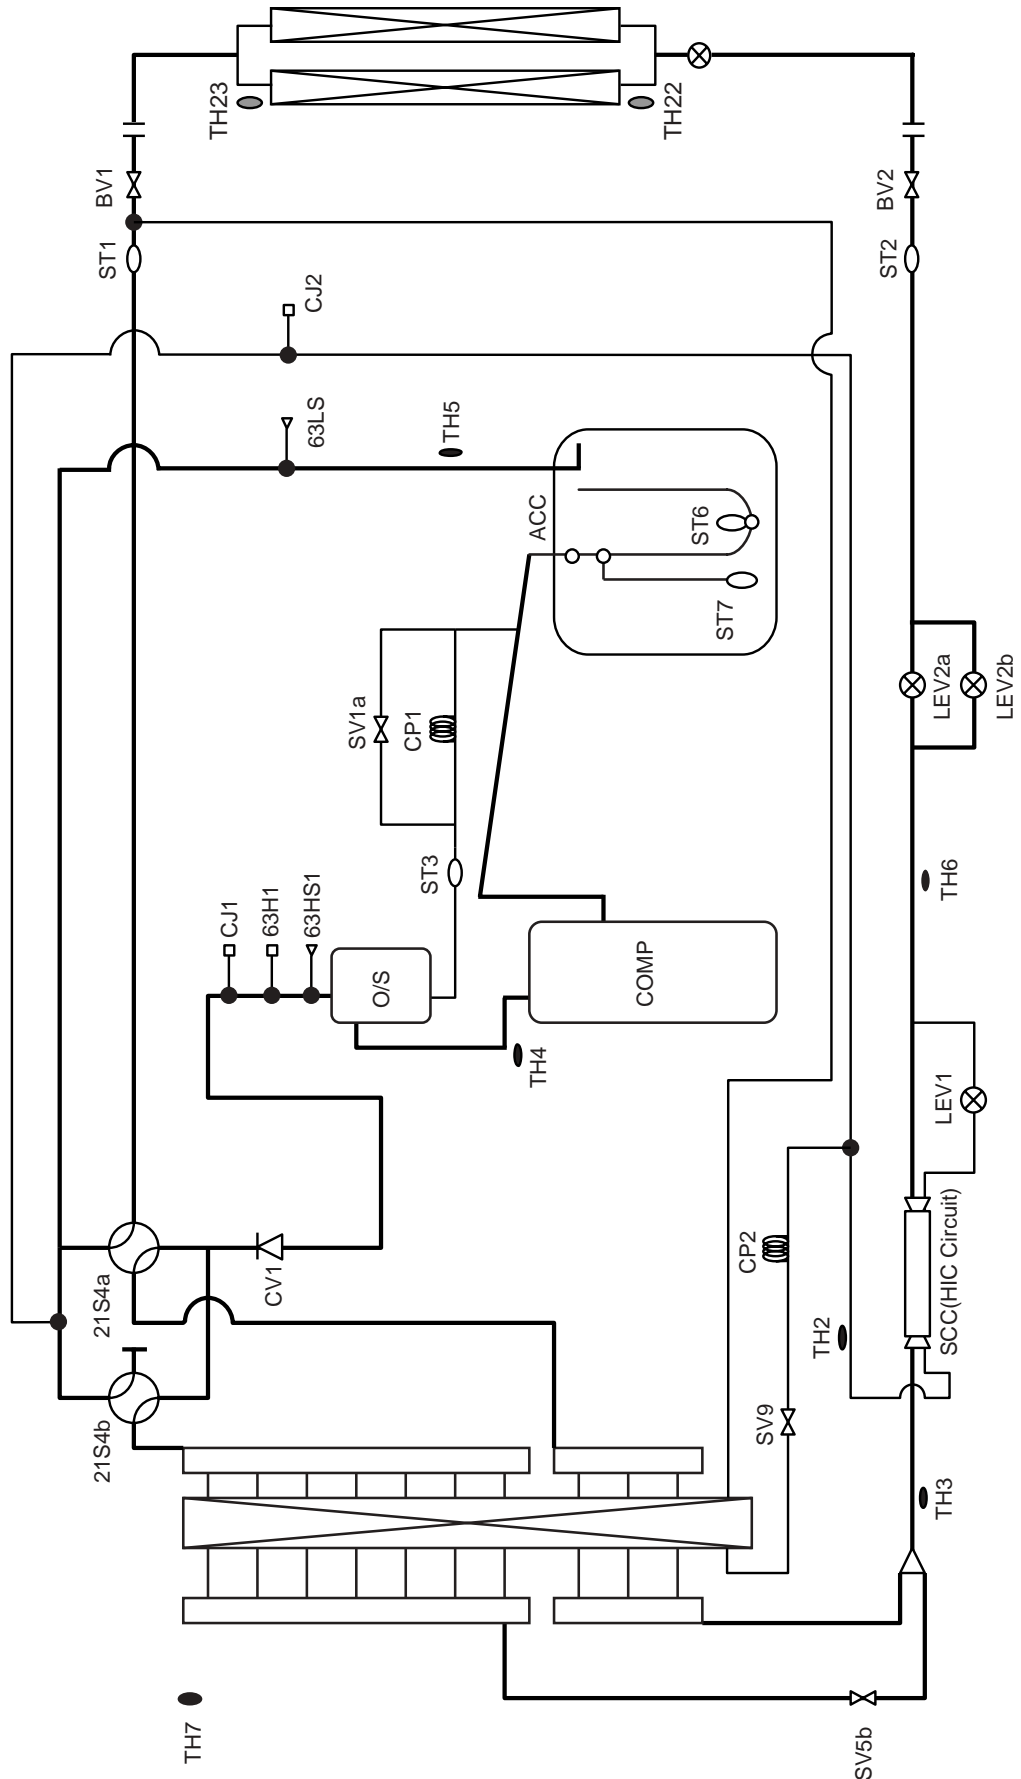 TH23
TH22
BV1
BV2
ST1
ST2
CJ2
63LS
TH5
ACC
ST6
ST7
SV1a
CP1
LEV2a
LEV2b
ST3
TH6
CJ1
63H1
63HS1
O/S
COMP
TH4
LEV1
21S4a
CV1
CP2
SCC(HIC Circuit)
TH2
21S4b
SV9
TH3
TH7
SV5b